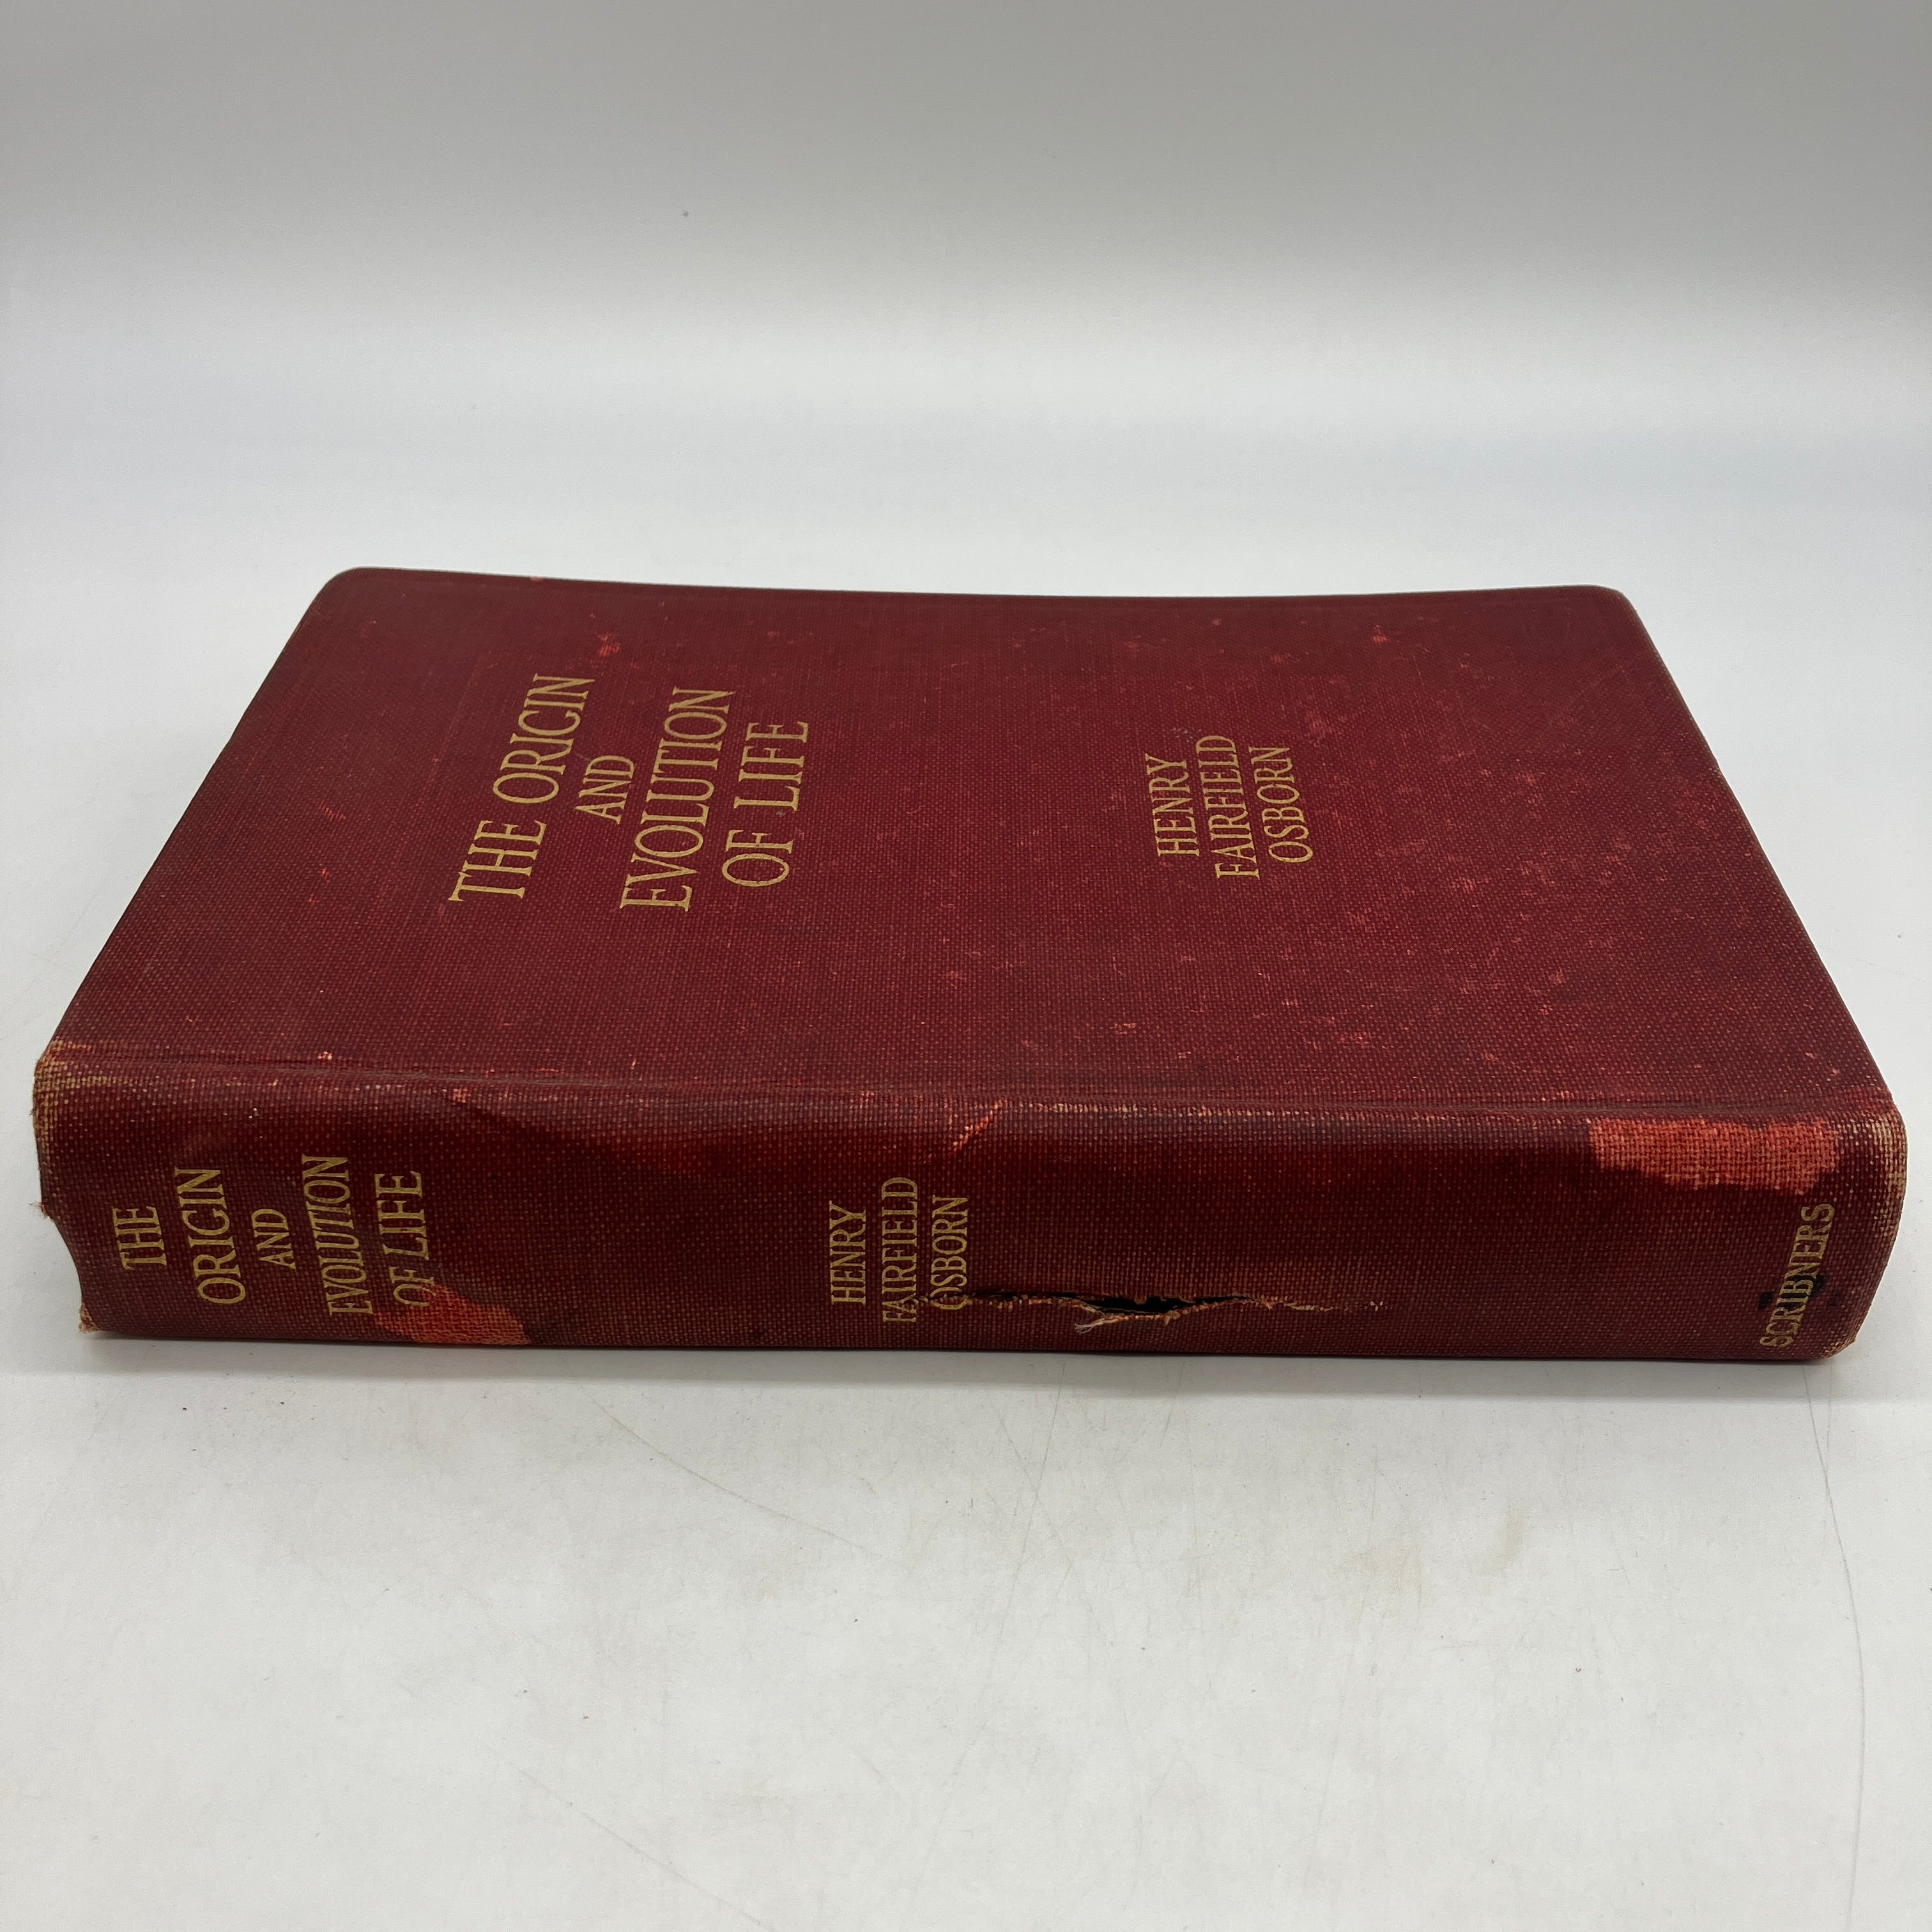 THE ORIGIN
AND
EVOLUTION
OF LIFE
HENRY
FAIRFIELD
OSBORN
THE
ORIGIN
AND
EVOLUTION
OF LIFE
HENRY
FAIRFIELD
OSBORN
SCRIBNERS